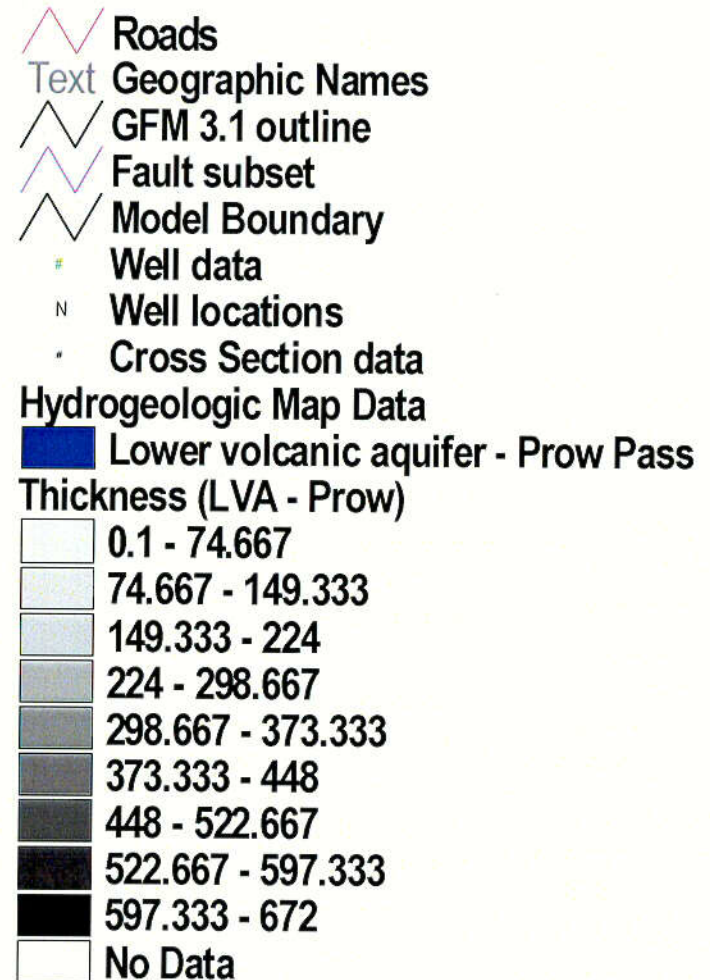 Roads
Text Geographic Names
GFM 3.1 outline
Fault subset
Model Boundary
# Well data
N Well locations
# Cross Section data
Hydrogeologic Map Data
Lower volcanic aquifer - Prow Pass
Thickness (LVA - Prow)
0.1 - 74.667
74.667 - 149.333
149.333 - 224
224 - 298.667
298.667 - 373.333
373.333 - 448
448 - 522.667
522.667 - 597.333
597.333 - 672
No Data